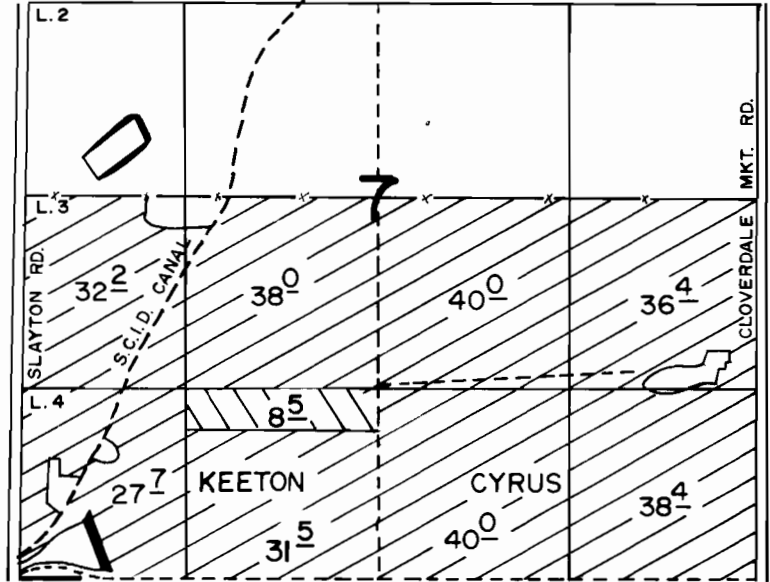 L.2
7
L.3
32 2
38 0
40 0
36 4
SLAYTON RD.
S.C.I.D. CANAL
CLOVERDALE MKT. RD.
L.4
8 5
27 7
KEETON
CYRUS
31 5
40 0
38 4